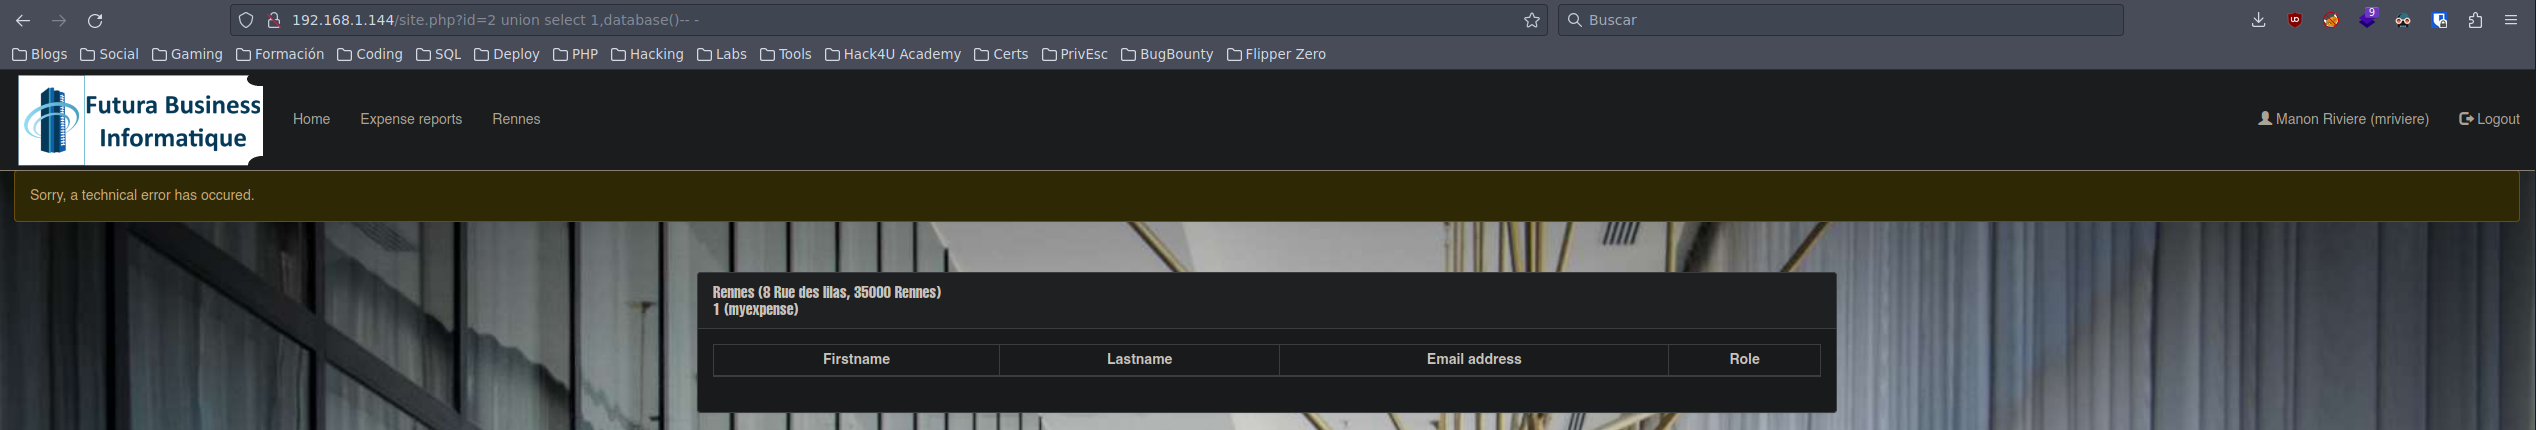 192.168.1.144/site.php?id=2 union select 1,database()-- -
Buscar
9
Blogs Social Gaming Formación Coding SQL Deploy PHP Hacking Labs Tools Hack4U Academy Certs PrivEsc BugBounty Flipper Zero
Futura Business
Informatique
Home Expense reports Rennes
Manon Riviere (mriviere) Logout
Sorry, a technical error has occured.
Rennes (8 Rue des lilas, 35000 Rennes)
1 (myexpense)
Firstname Lastname Email address Role